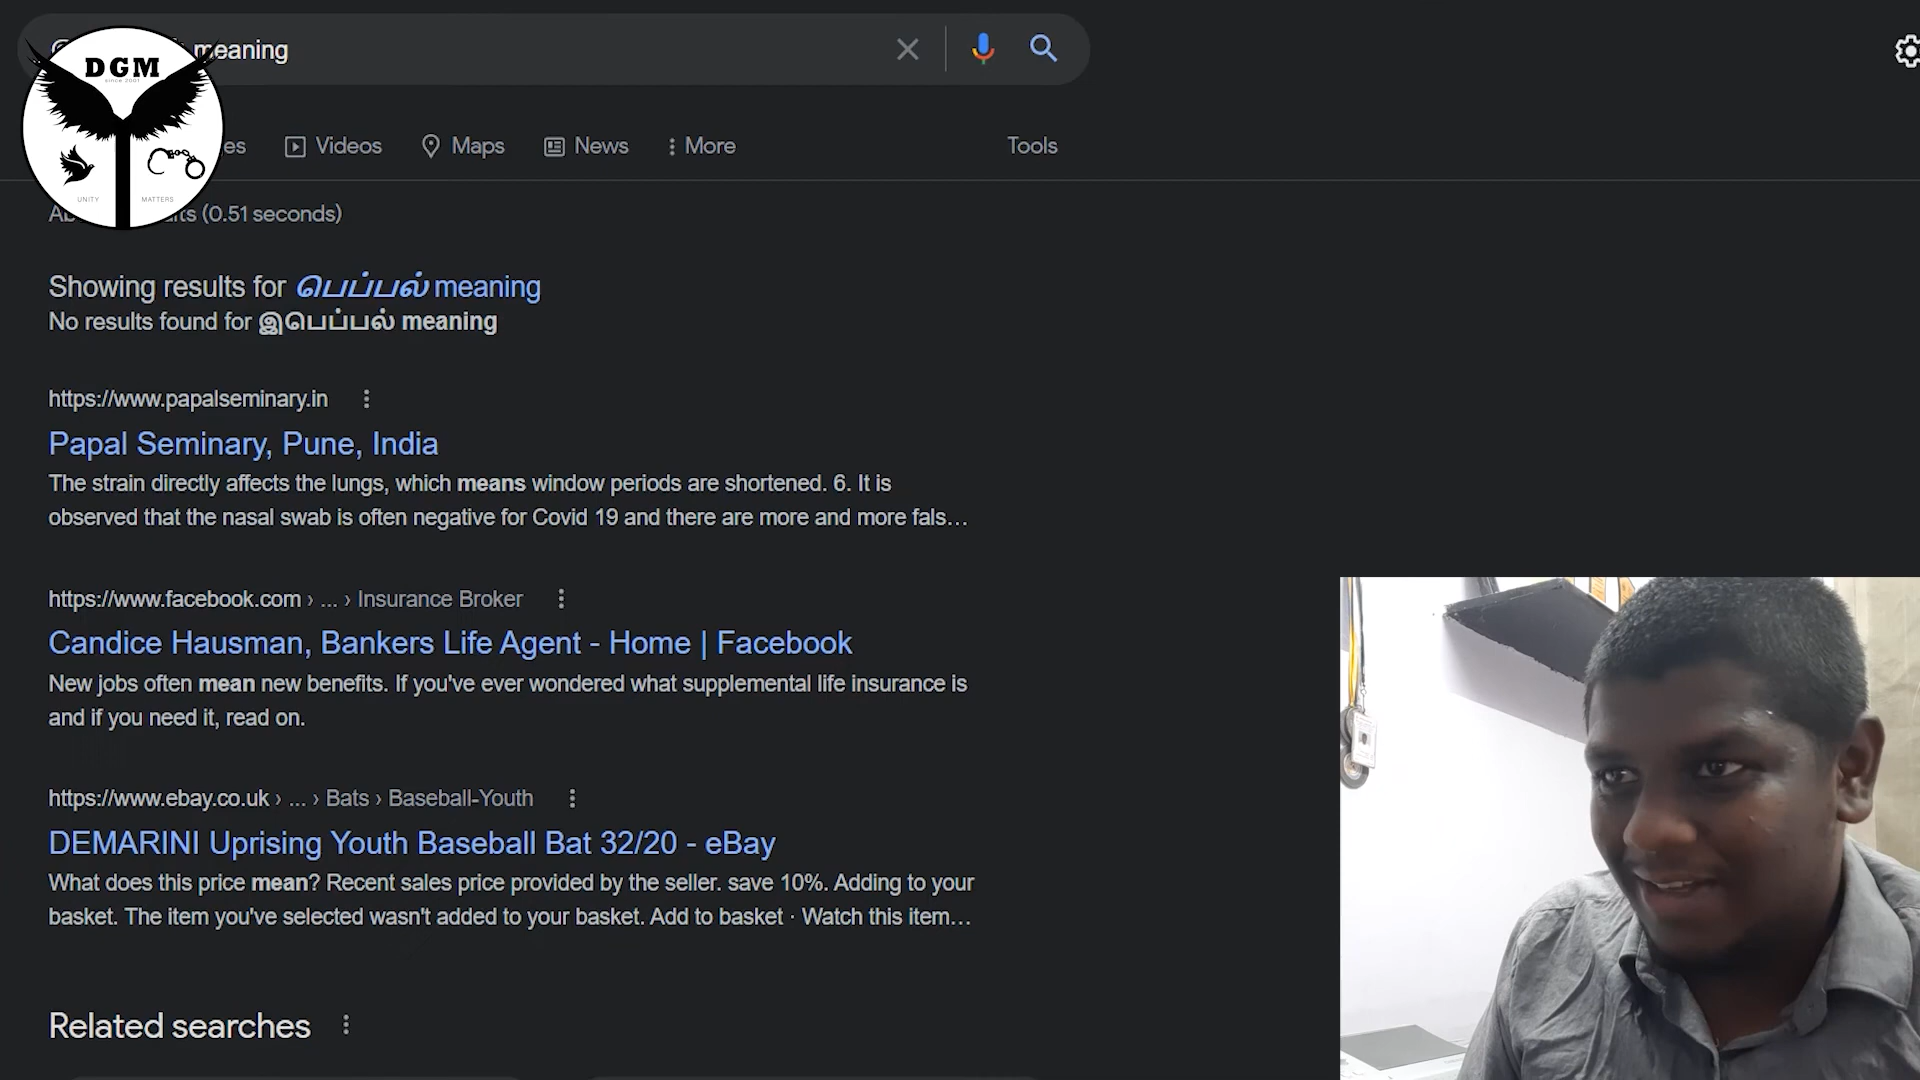 meaning
DGM
since 2001
UNITY
MATTERS
Videos
Maps
News
More
Tools
(0.51 seconds)
Showing results for பெப்பல் meaning
No results found for இபெப்பல் meaning
https://www.papalseminary.in
Papal Seminary, Pune, India
The strain directly affects the lungs, which means window periods are shortened. 6. It is
observed that the nasal swab is often negative for Covid 19 and there are more and more fals...
https://www.facebook.com › ... › Insurance Broker
Candice Hausman, Bankers Life Agent - Home | Facebook
New jobs often mean new benefits. If you've ever wondered what supplemental life insurance is
and if you need it, read on.
https://www.ebay.co.uk › ... › Bats › Baseball-Youth
DEMARINI Uprising Youth Baseball Bat 32/20 - eBay
What does this price mean? Recent sales price provided by the seller. save 10%. Adding to your
basket. The item you've selected wasn't added to your basket. Add to basket · Watch this item...
Related searches